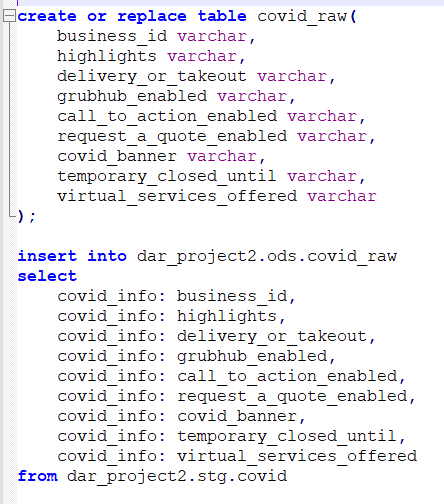 create or replace table covid_raw(
    business_id varchar,
    highlights varchar,
    delivery_or_takeout varchar,
    grubhub_enabled varchar,
    call_to_action_enabled varchar,
    request_a_quote_enabled varchar,
    covid_banner varchar,
    temporary_closed_until varchar,
    virtual_services_offered varchar
);
insert into dar_project2.ods.covid_raw
select
    covid_info: business_id,
    covid_info: highlights,
    covid_info: delivery_or_takeout,
    covid_info: grubhub_enabled,
    covid_info: call_to_action_enabled,
    covid_info: request_a_quote_enabled,
    covid_info: covid_banner,
    covid_info: temporary_closed_until,
    covid_info: virtual_services_offered
from dar_project2.stg.covid